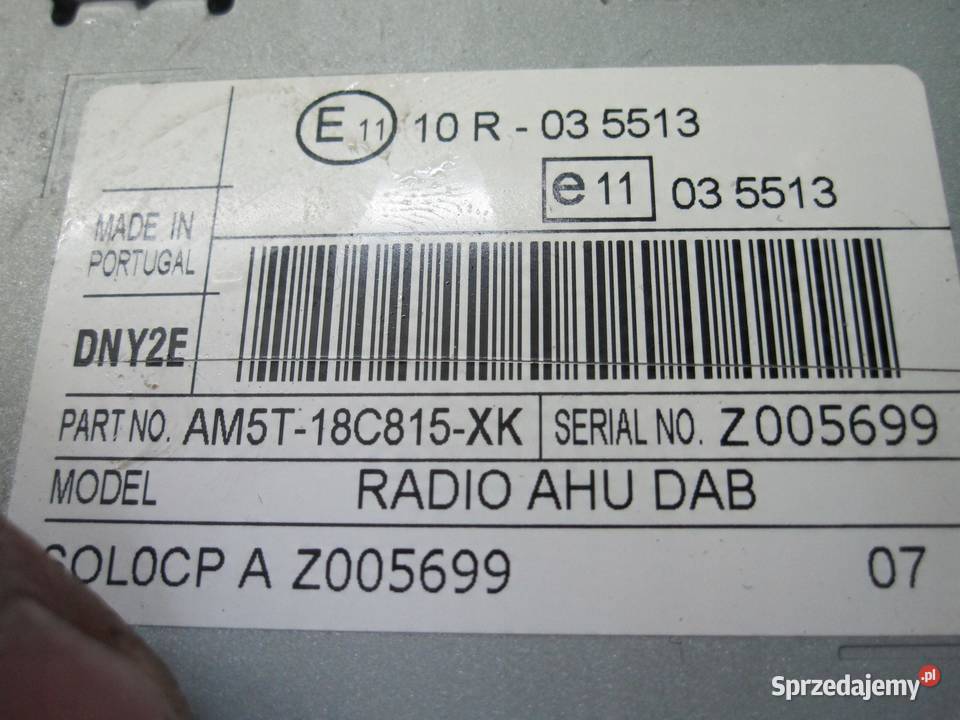 E 11 10 R - 03 5513
e 11 03 5513
MADE IN
PORTUGAL
DNY2E
PART NO. AM5T-18C815-XK SERIAL NO. Z005699
MODEL RADIO AHU DAB
A Z005699 07
Sprzedajemy.pl